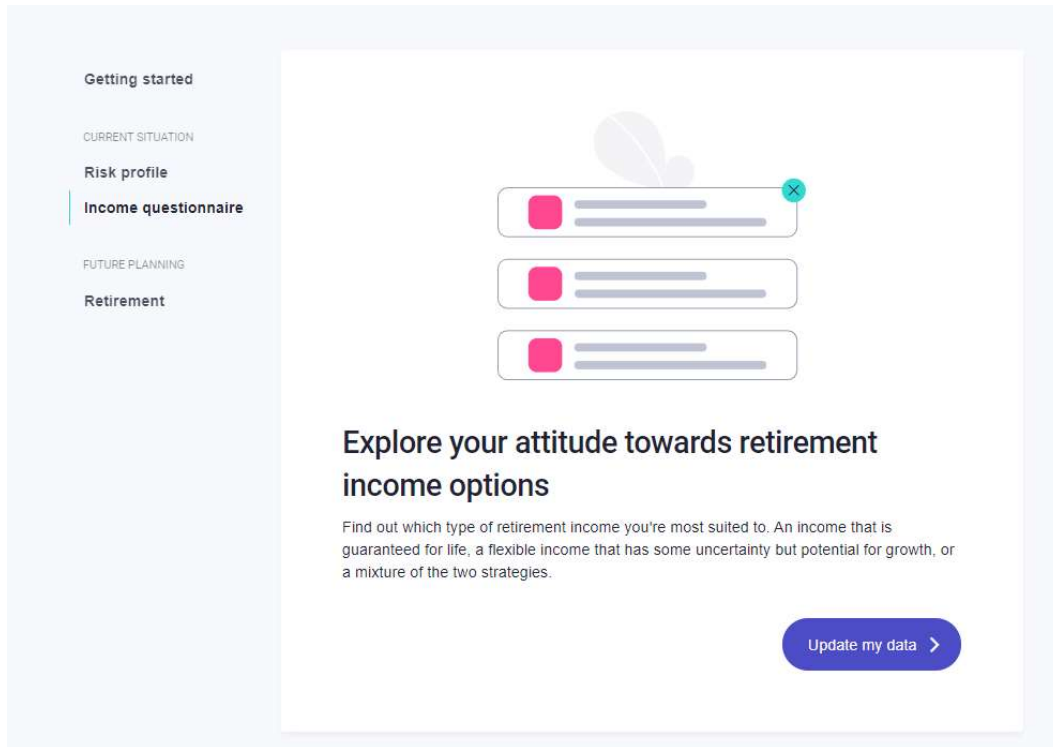 Getting started
CURRENT SITUATION
Risk profile
Income questionnaire
FUTURE PLANNING
Retirement
Explore your attitude towards retirement
income options
Find out which type of retirement income you're most suited to. An income that is
guaranteed for life, a flexible income that has some uncertainty but potential for growth, or
a mixture of the two strategies.
Update my data